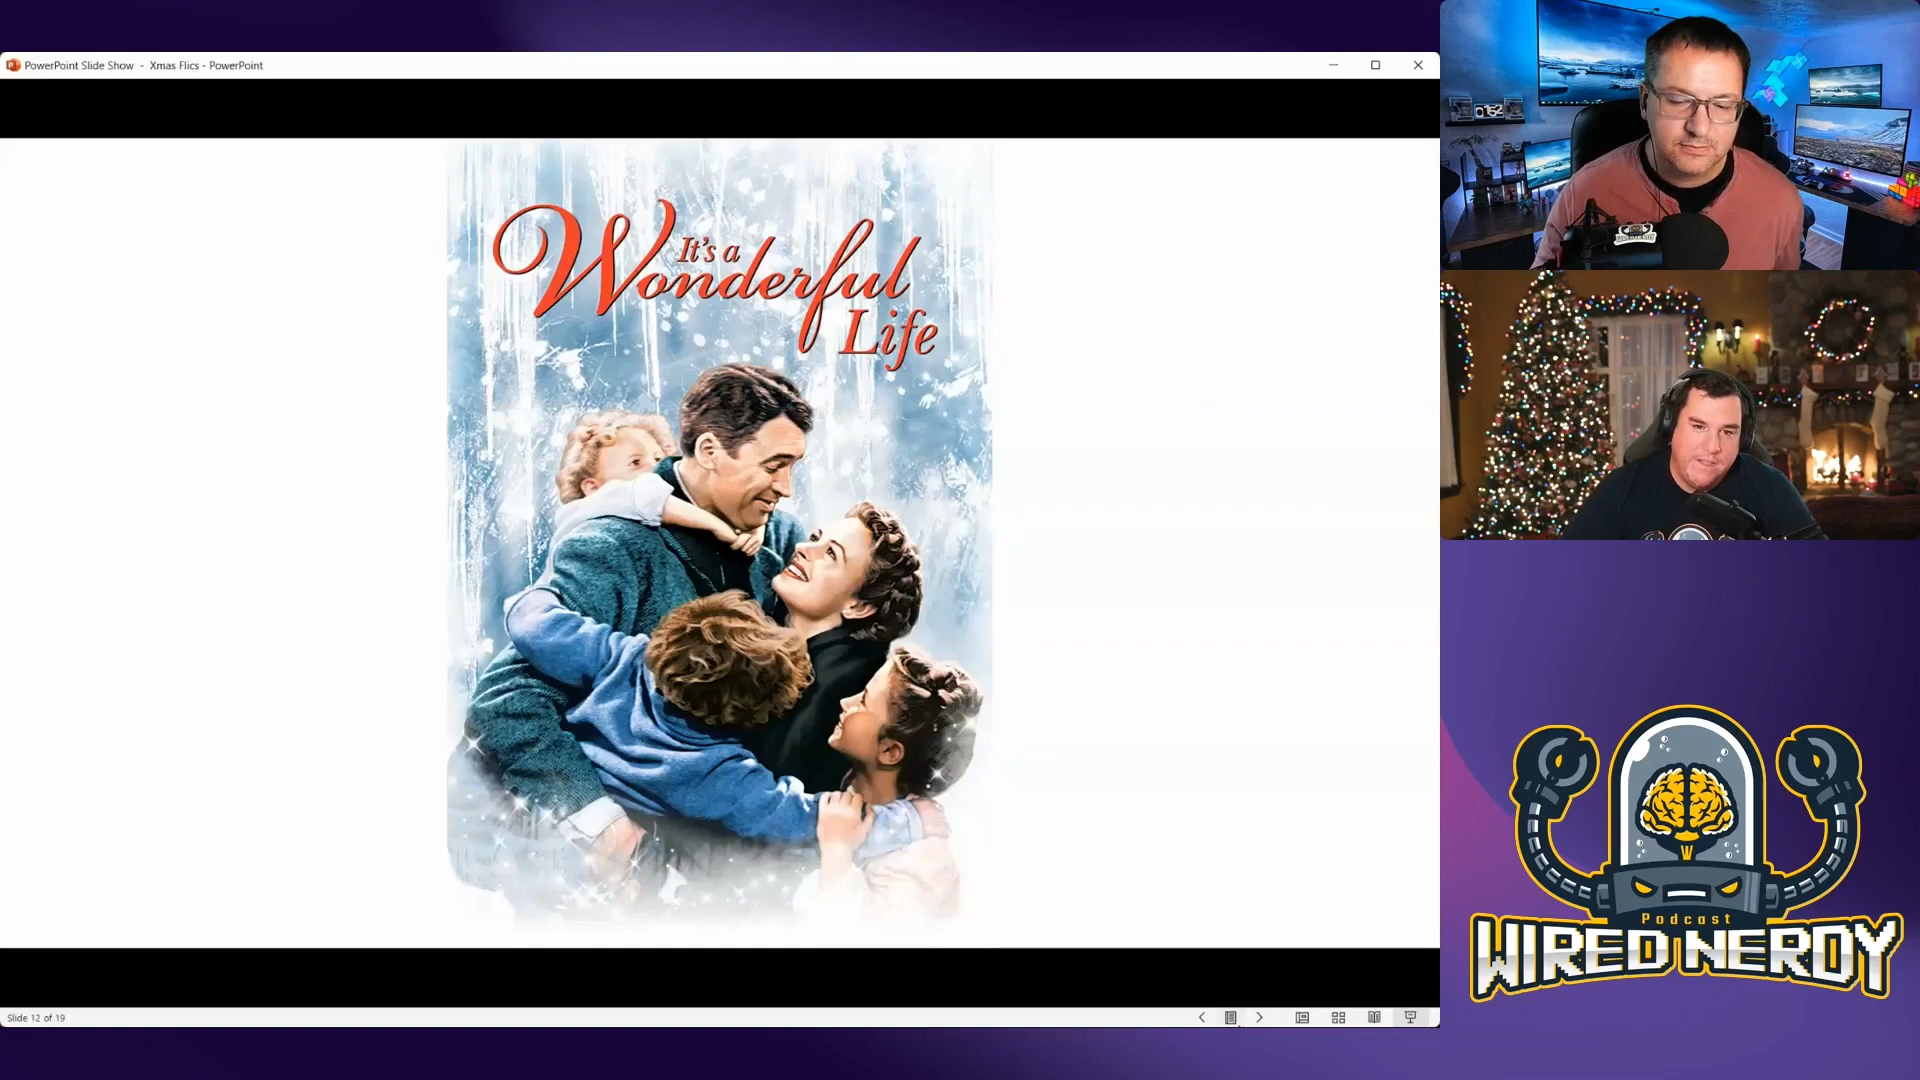 PowerPoint Slide Show - Xmas Flics - PowerPoint
It's a
Wonderful
Life
Slide 12 of 19
Podcast
WIRED NERDY